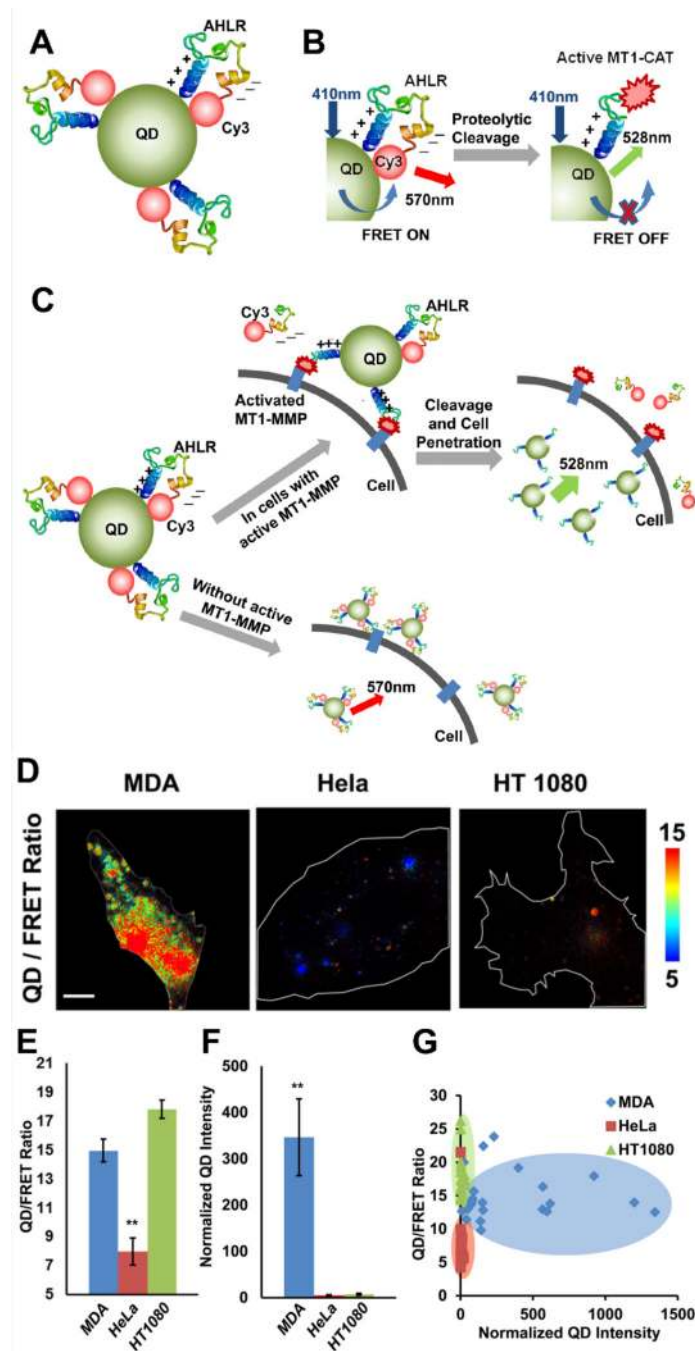 A
AHLR
+++
QD
Cy3
B
AHLR
410nm
+++
QD
Cy3
570nm
FRET ON
Proteolytic
Cleavage
Active MT1-CAT
410nm
+++
528nm
QD
FRET OFF
C
Cy3
AHLR
+++
QD
Activated
MT1-MMP
Cell
Cleavage
and Cell
Penetration
528nm
Cell
AHLR
QD
Cy3
In cells with
active MT1-MMP
Without active
MT1-MMP
570nm
Cell
D
MDA
Hela
HT 1080
QD / FRET Ratio
15
5
E
QD/FRET Ratio
21
19
17
15
13
11
9
7
5
**
MDA
HeLa
HT1080
F
Normalized QD Intensity
500
400
300
200
100
0
**
MDA
HeLa
HT1080
G
QD/FRET Ratio
30
25
20
15
10
5
0
MDA
HeLa
HT1080
0
500
1000
1500
Normalized QD Intensity